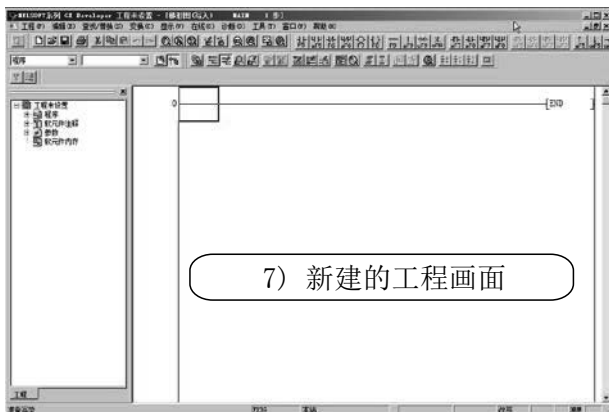 MELSOFT系列 GX Developer 工程未设置 - [梯形图(写入) MAIN 1 步]
工程(F) 编辑(E) 查找/替换(S) 变换(C) 显示(V) 在线(O) 诊断(D) 工具(T) 窗口(W) 帮助(H)
程序
工程未设置
程序
软元件注释
参数
软元件内存
0
[END ]
7) 新建的工程画面
工程